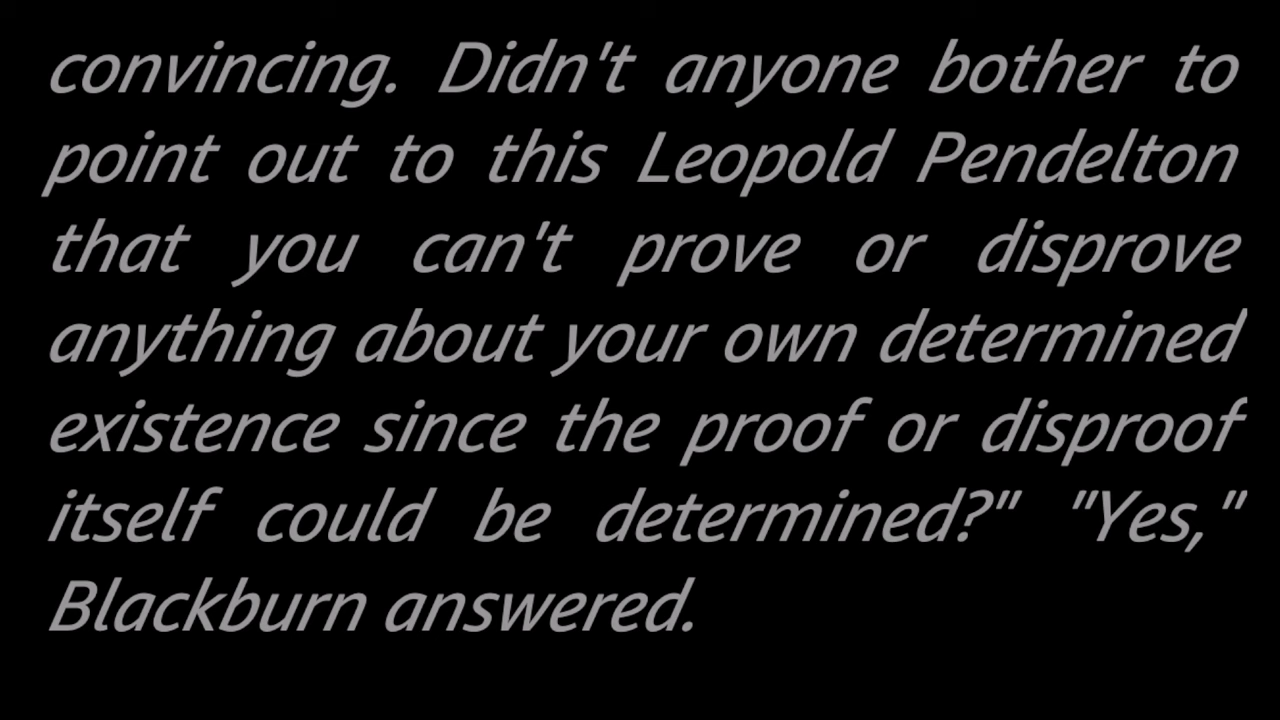 convincing. Didn't anyone bother to
point out to this Leopold Pendelton
that you can't prove or disprove
anything about your own determined
existence since the proof or disproof
itself could be determined?" "Yes,"
Blackburn answered.